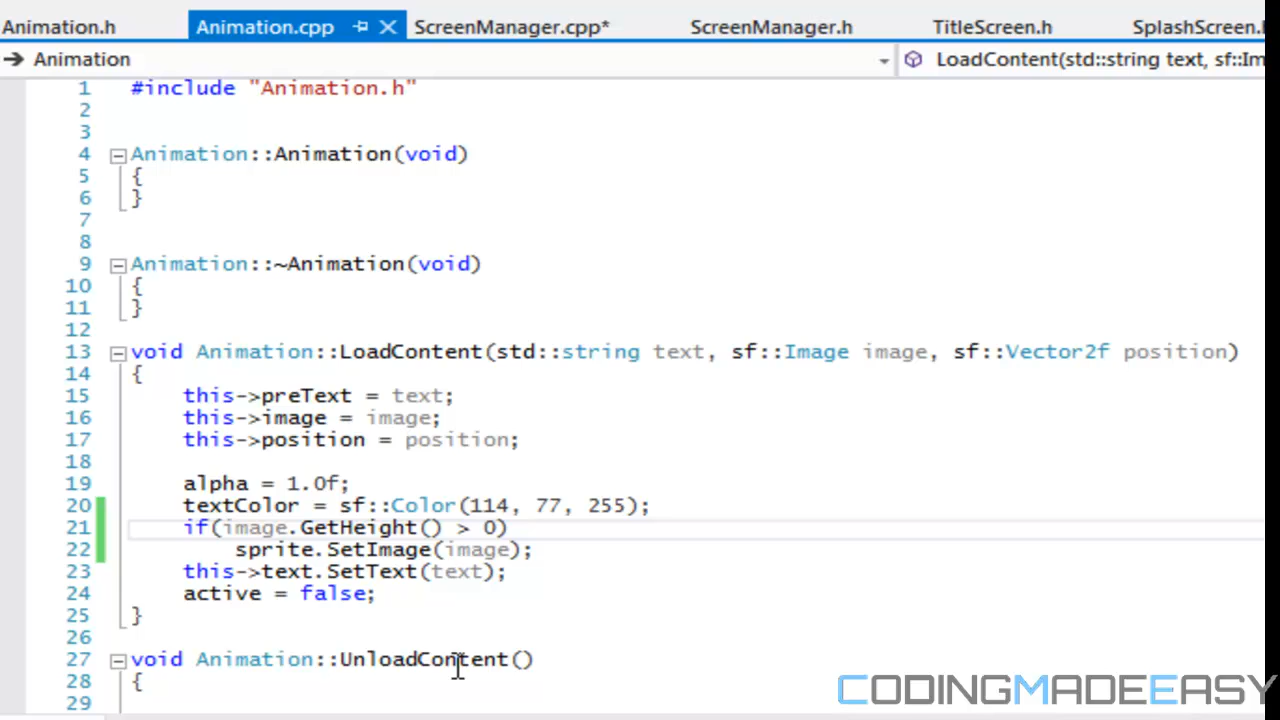 Animation.h Animation.cpp ScreenManager.cpp* ScreenManager.h TitleScreen.h SplashScreen.
Animation LoadContent(std::string text, sf::Im
1 #include "Animation.h"
2
3
4 Animation::Animation(void)
5 {
6 }
7
8
9 Animation::~Animation(void)
10 {
11 }
12
13 void Animation::LoadContent(std::string text, sf::Image image, sf::Vector2f position)
14 {
15 this->preText = text;
16 this->image = image;
17 this->position = position;
18
19 alpha = 1.0f;
20 textColor = sf::Color(114, 77, 255);
21 if(image.GetHeight() > 0)
22 sprite.SetImage(image);
23 this->text.SetText(text);
24 active = false;
25 }
26
27 void Animation::UnloadContent()
28 {
29
CODINGMADEEASY